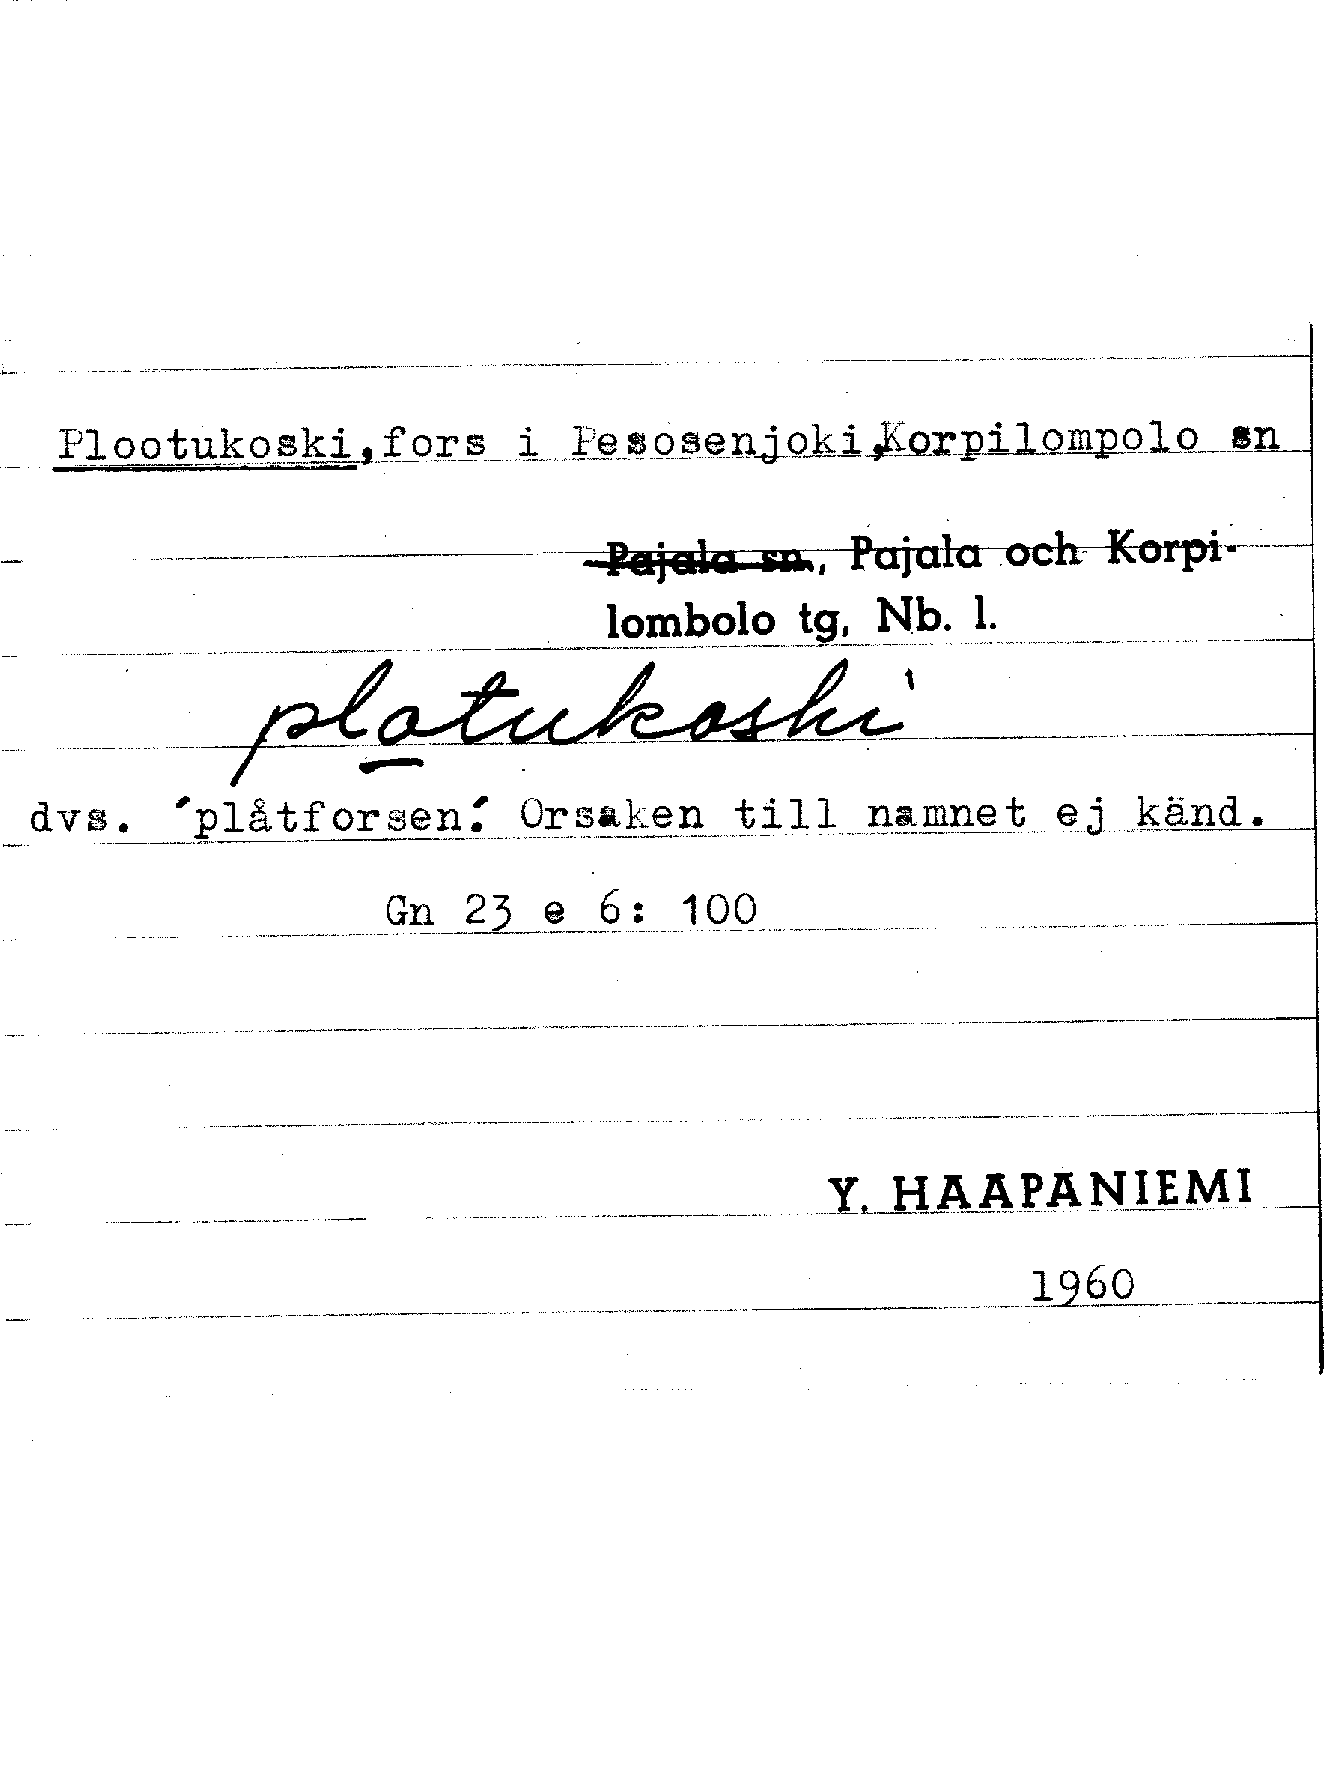 Plootukoski, fors i Pesosenjoki, Korpilompolo sn
Pajala sn, Pajala och Korpi-
lombolo tg, Nb. l.
plotukoski
dvs. 'plåtforsen'. Orsaken till namnet ej känd.
Gn 23 e 6: 100
Y. HAAPANIEMI
1960